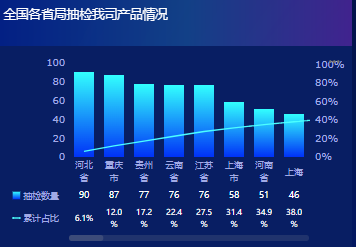 全国各省局抽检我司产品情况
100 100%
80 80%
60 60%
40 40%
20 20%
0 0%
河北省 重庆市 贵州省 云南省 江苏省 上海市 河南省 上海
抽检数量 90 87 77 76 76 58 51 46
累计占比 6.1% 12.0% 17.2% 22.4% 27.5% 31.4% 34.9% 38.0%